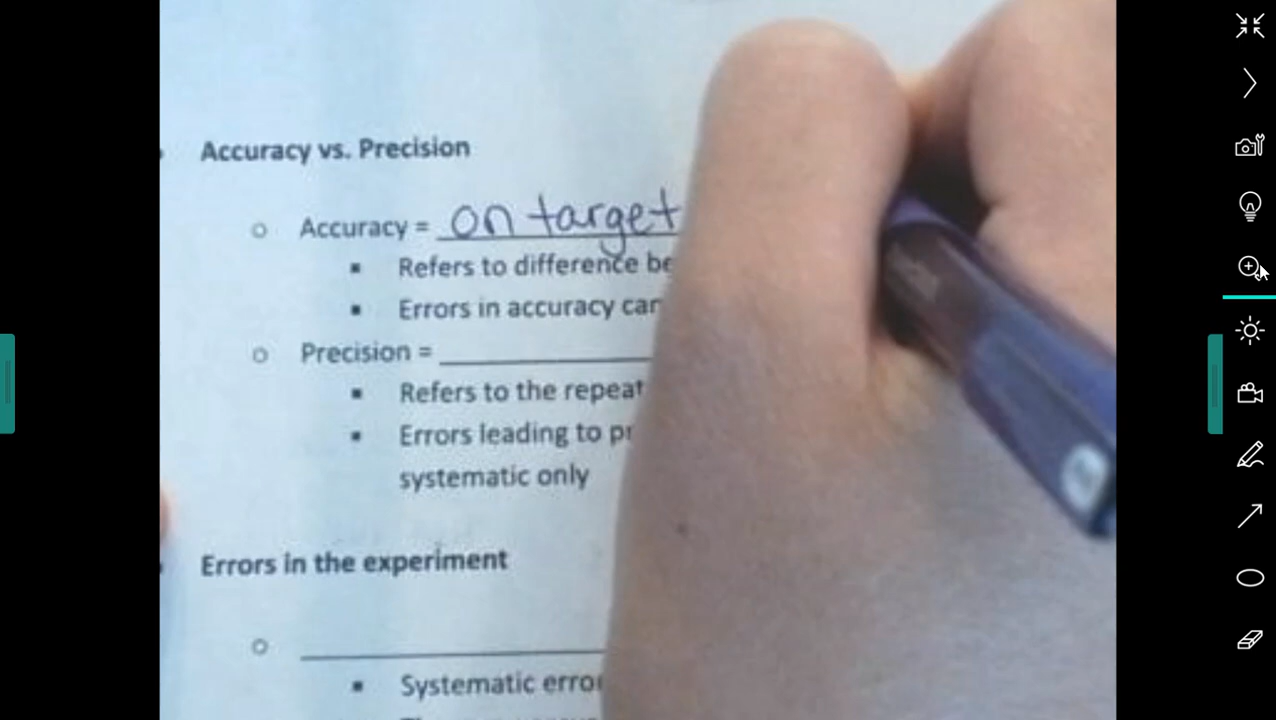 Accuracy vs. Precision
Accuracy = on target
Refers to difference be
Errors in accuracy can
Precision =
Refers to the repeat
Errors leading to pr
systematic only
Errors in the experiment
Systematic error